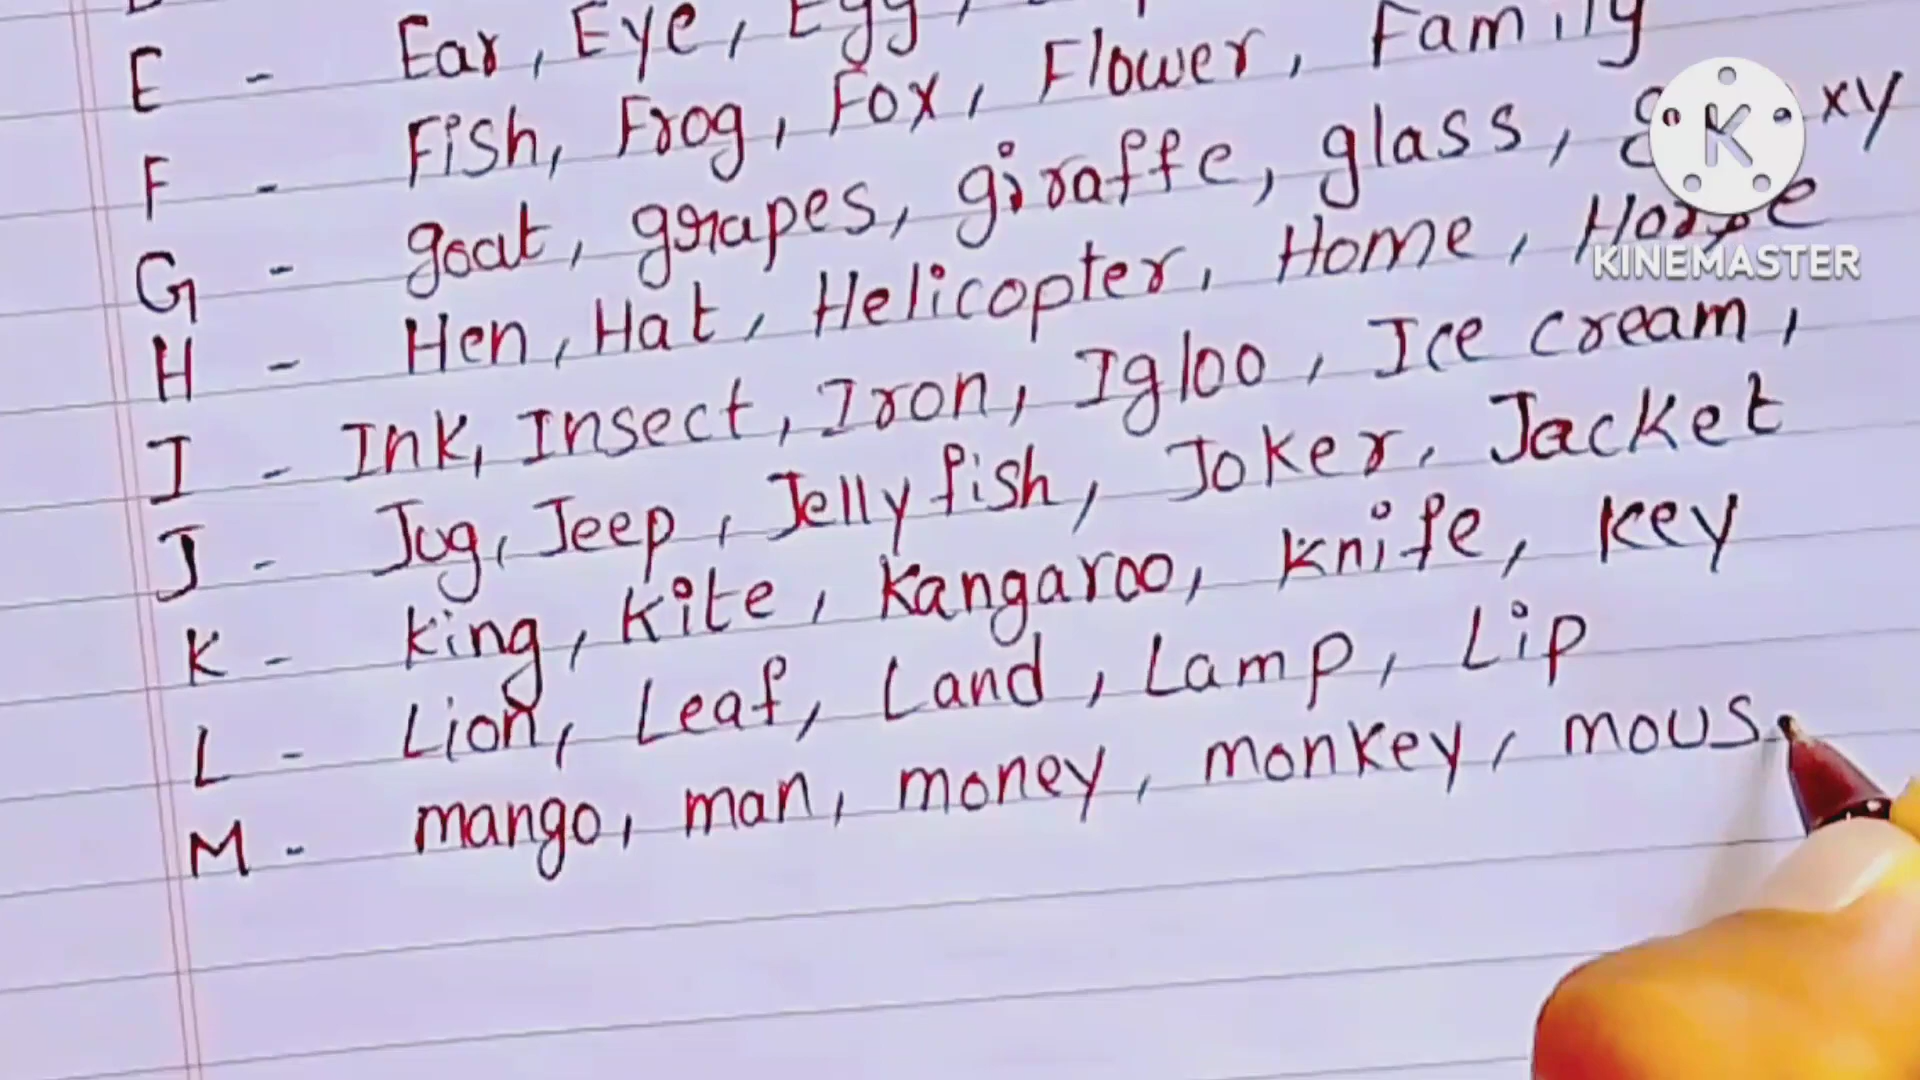 E - Ear, Eye, Egg,
F - Fish, Frog, Fox, Flower, Family
G - goat, grapes, giraffe, glass,
H - Hen, Hat, Helicopter, Home, Horse
I - Ink, Insect, Iron, Igloo, Ice cream,
J - Jug, Jeep, Jelly fish, Joker, Jacket
K - king, kite, kangaroo, knife, key
L - Lion, Leaf, Land, Lamp, Lip
M - mango, man, money, monkey, mous
K
KINEMASTER